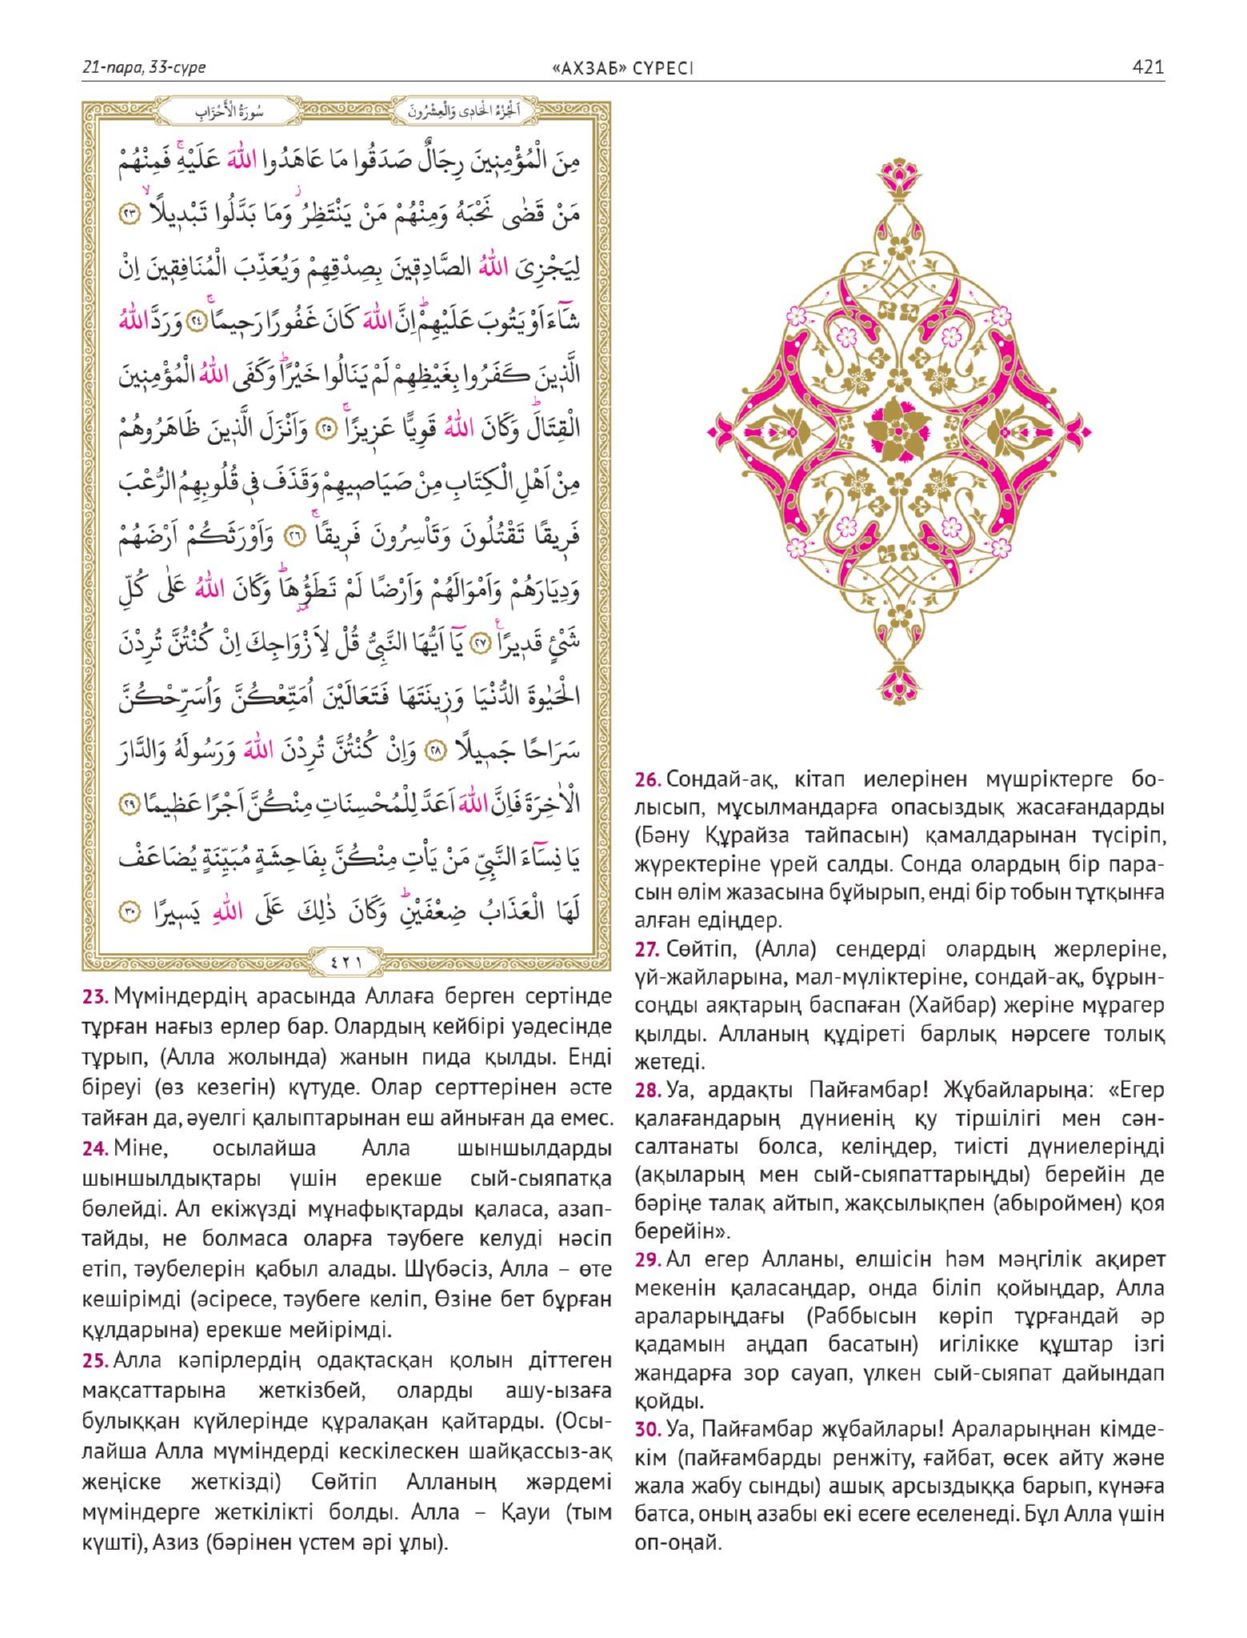 21-пара, 33-сүре
«АХЗАБ» СҮРЕСІ
421
سُورَةُ الْأَحْزَابِ
اَلْجُزْءُ الْحَادِى وَالْعِشْرُونَ
مِنَ الْمُؤْمِن۪ينَ رِجَالٌ صَدَقُوا مَا عَاهَدُوا اللّٰهَ عَلَيْهِۚ فَمِنْهُمْ
مَنْ قَضٰى نَحْبَهُ وَمِنْهُمْ مَنْ يَنْتَظِرُۘ وَمَا بَدَّلُوا تَبْد۪يلًاۙ ﴿٢٣﴾
لِيَجْزِىَ اللّٰهُ الصَّادِق۪ينَ بِصِدْقِهِمْ وَيُعَذِّبَ الْمُنَافِق۪ينَ اِنْ
شَٓاءَ اَوْ يَتُوبَ عَلَيْهِمْۜ اِنَّ اللّٰهَ كَانَ غَفُورًا رَح۪يمًاۚ ﴿٢٤﴾ وَرَدَّ اللّٰهُ
الَّذ۪ينَ كَفَرُوا بِغَيْظِهِمْ لَمْ يَنَالُوا خَيْرًاۜ وَكَفَى اللّٰهُ الْمُؤْمِن۪ينَ
الْقِتَالَۜ وَكَانَ اللّٰهُ قَوِيًّا عَز۪يزًاۚ ﴿٢٥﴾ وَاَنْزَلَ الَّذ۪ينَ ظَاهَرُوهُمْ
مِنْ اَهْلِ الْكِتَابِ مِنْ صَيَاص۪يهِمْ وَقَذَفَ ف۪ى قُلُوبِهِمُ الرُّعْبَ
فَر۪يقًا تَقْتُلُونَ وَتَأْسِرُونَ فَر۪يقًاۚ ﴿٢٦﴾ وَاَوْرَثَكُمْ اَرْضَهُمْ
وَدِيَارَهُمْ وَاَمْوَالَهُمْ وَاَرْضًا لَمْ تَطَؤُ۫هَاۜ وَكَانَ اللّٰهُ عَلٰى كُلِّ
شَىْءٍ قَد۪يرًا۟ ﴿٢٧﴾ يَٓا اَيُّهَا النَّبِىُّ قُلْ لِاَزْوَاجِكَ اِنْ كُنْتُنَّ تُرِدْنَ
الْحَيٰوةَ الدُّنْيَا وَز۪ينَتَهَا فَتَعَالَيْنَ اُمَتِّعْكُنَّ وَاُسَرِّحْكُنَّ
سَرَاحًا جَم۪يلًا ﴿٢٨﴾ وَاِنْ كُنْتُنَّ تُرِدْنَ اللّٰهَ وَرَسُولَهُ وَالدَّارَ
الْاٰخِرَةَ فَاِنَّ اللّٰهَ اَعَدَّ لِلْمُحْسِنَاتِ مِنْكُنَّ اَجْرًا عَظ۪يمًا ﴿٢٩﴾
يَا نِسَٓاءَ النَّبِىِّ مَنْ يَأْتِ مِنْكُنَّ بِفَاحِشَةٍ مُبَيِّنَةٍ يُضَاعَفْ
لَهَا الْعَذَابُ ضِعْفَيْنِۜ وَكَانَ ذٰلِكَ عَلَى اللّٰهِ يَس۪يرًا ﴿٣٠﴾
٤٢١
23. Мүміндердің арасында Аллаға берген сертінде
тұрған нағыз ерлер бар. Олардың кейбірі уәдесінде
тұрып, (Алла жолында) жанын пида қылды. Енді
біреуі (өз кезегін) күтуде. Олар серттерінен әсте
тайған да, әуелгі қалыптарынан еш айныған да емес.
24. Міне, осылайша Алла шыншылдарды
шыншылдықтары үшін ерекше сый-сыяпатқа
бөлейді. Ал екіжүзді мұнафықтарды қаласа, азап-
тайды, не болмаса оларға тәубеге келуді нәсіп
етіп, тәубелерін қабыл алады. Шүбәсіз, Алла – өте
кешірімді (әсіресе, тәубеге келіп, Өзіне бет бұрған
құлдарына) ерекше мейірімді.
25. Алла кәпірлердің одақтасқан қолын діттеген
мақсаттарына жеткізбей, оларды ашу-ызаға
булыққан күйлерінде құралақан қайтарды. (Осы-
лайша Алла мүміндерді кескілескен шайқассыз-ақ
жеңіске жеткізді) Сөйтіп Алланың жәрдемі
мүміндерге жеткілікті болды. Алла – Қауи (тым
күшті), Азиз (бәрінен үстем әрі ұлы).
26. Сондай-ақ, кітап иелерінен мүшріктерге бо-
лысып, мұсылмандарға опасыздық жасағандарды
(Бәну Құрайза тайпасын) қамалдарынан түсіріп,
жүректеріне үрей салды. Сонда олардың бір пара-
сын өлім жазасына бұйырып, енді бір тобын тұтқынға
алған едіңдер.
27. Сөйтіп, (Алла) сендерді олардың жерлеріне,
үй-жайларына, мал-мүліктеріне, сондай-ақ, бұрын-
соңды аяқтарың баспаған (Хайбар) жеріне мұрагер
қылды. Алланың құдіреті барлық нәрсеге толық
жетеді.
28. Уа, ардақты Пайғамбар! Жұбайларыңа: «Егер
қалағандарың дүниенің қу тіршілігі мен сән-
салтанаты болса, келіңдер, тиісті дүниелеріңді
(ақыларың мен сый-сыяпаттарыңды) берейін де
бәріңе талақ айтып, жақсылықпен (абыроймен) қоя
берейін».
29. Ал егер Алланы, елшісін һәм мәңгілік ақирет
мекенін қаласаңдар, онда біліп қойыңдар, Алла
араларыңдағы (Раббысын көріп тұрғандай әр
қадамын аңдап басатын) игілікке құштар ізгі
жандарға зор сауап, үлкен сый-сыяпат дайындап
қойды.
30. Уа, Пайғамбар жұбайлары! Араларыңнан кімде-
кім (пайғамбарды ренжіту, ғайбат, өсек айту және
жала жабу сынды) ашық арсыздыққа барып, күнәға
батса, оның азабы екі есеге еселенеді. Бұл Алла үшін
оп-оңай.